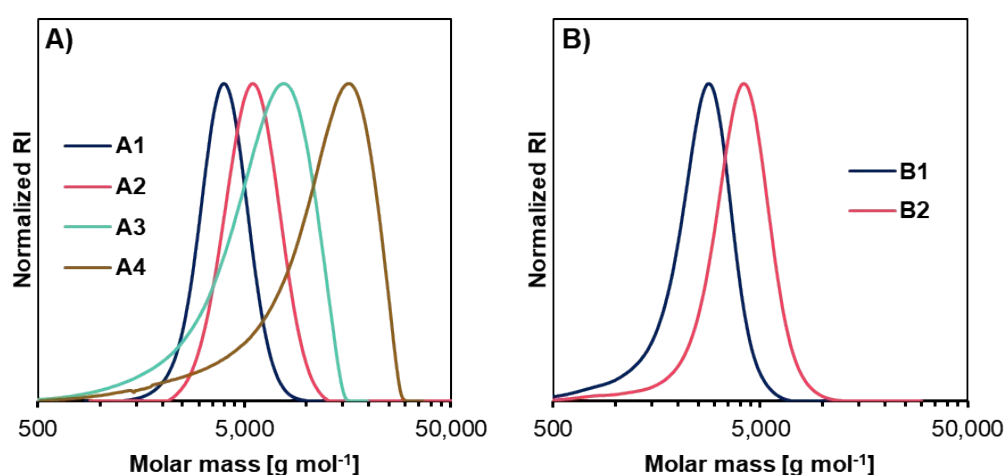 A)
Normalized RI
A1
A2
A3
A4
500
5,000
50,000
Molar mass [g mol⁻¹]
B)
Normalized RI
B1
B2
500
5,000
50,000
Molar mass [g mol⁻¹]